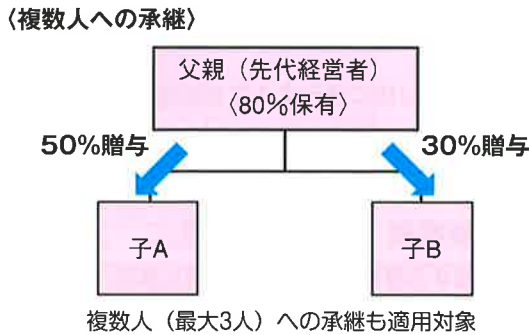 〈複数人への承継〉
父親（先代経営者）
〈80％保有〉
50％贈与
30％贈与
子A
子B
複数人（最大3人）への承継も適用対象